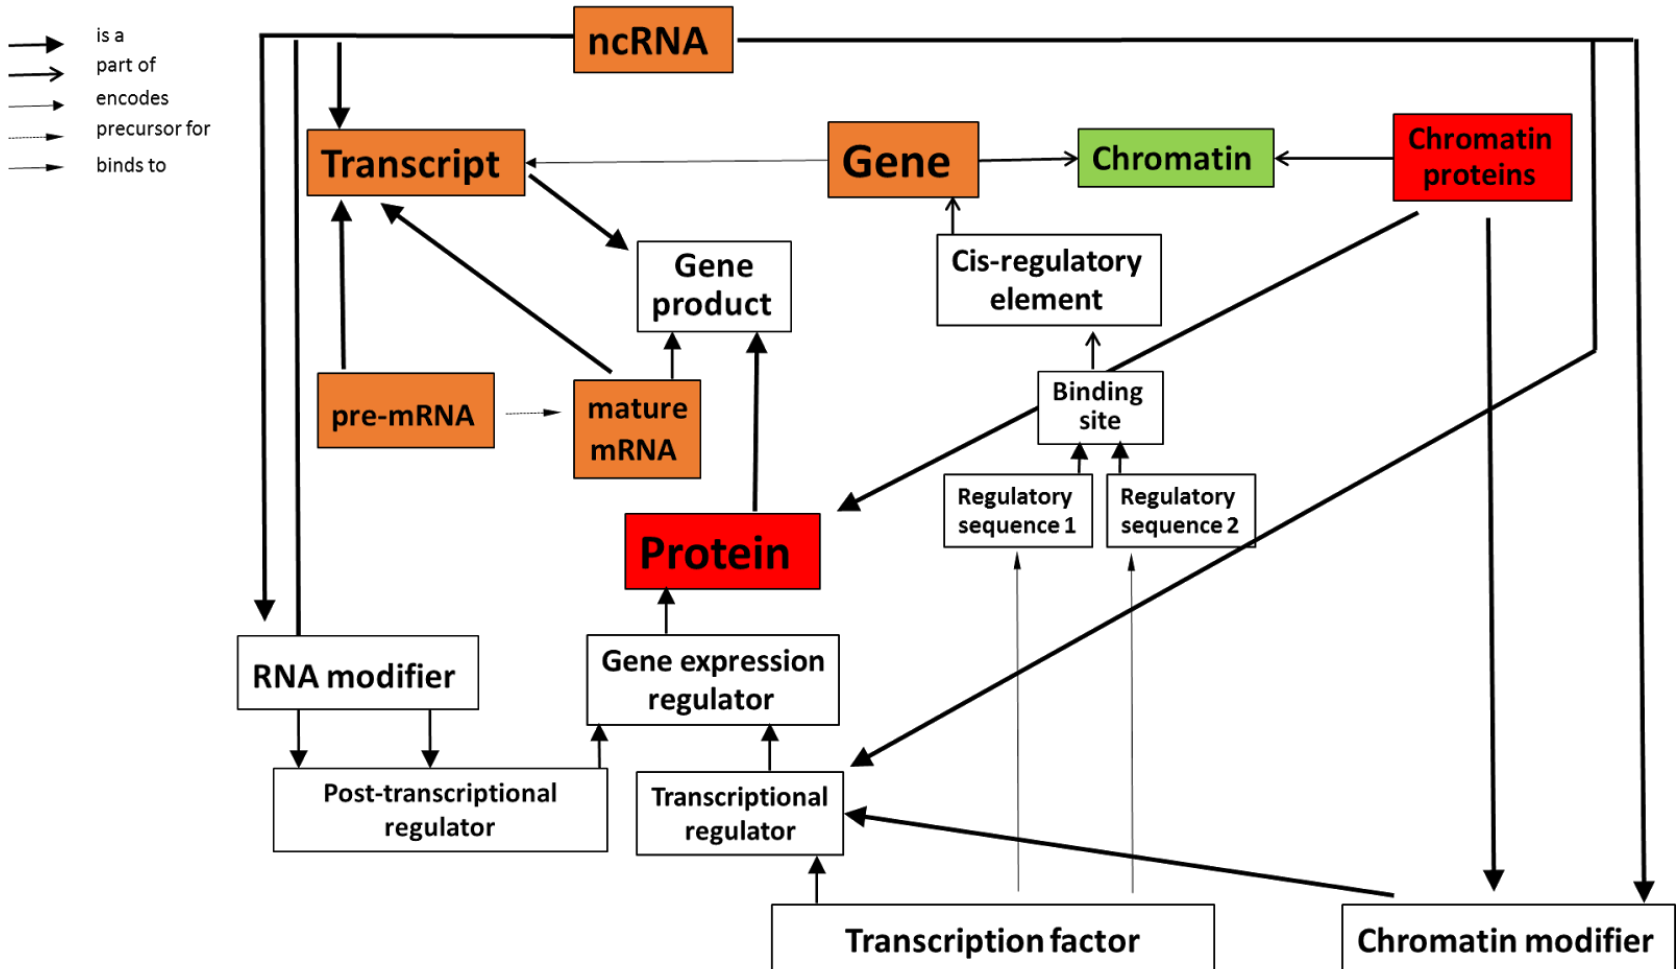 is a
part of
encodes
precursor for
binds to
ncRNA
Transcript
Gene
Chromatin
Chromatin
proteins
Gene
product
Cis-regulatory
element
pre-mRNA
mature
mRNA
Binding
site
Regulatory
sequence 1
Regulatory
sequence 2
Protein
RNA modifier
Gene expression
regulator
Post-transcriptional
regulator
Transcriptional
regulator
Transcription factor
Chromatin modifier